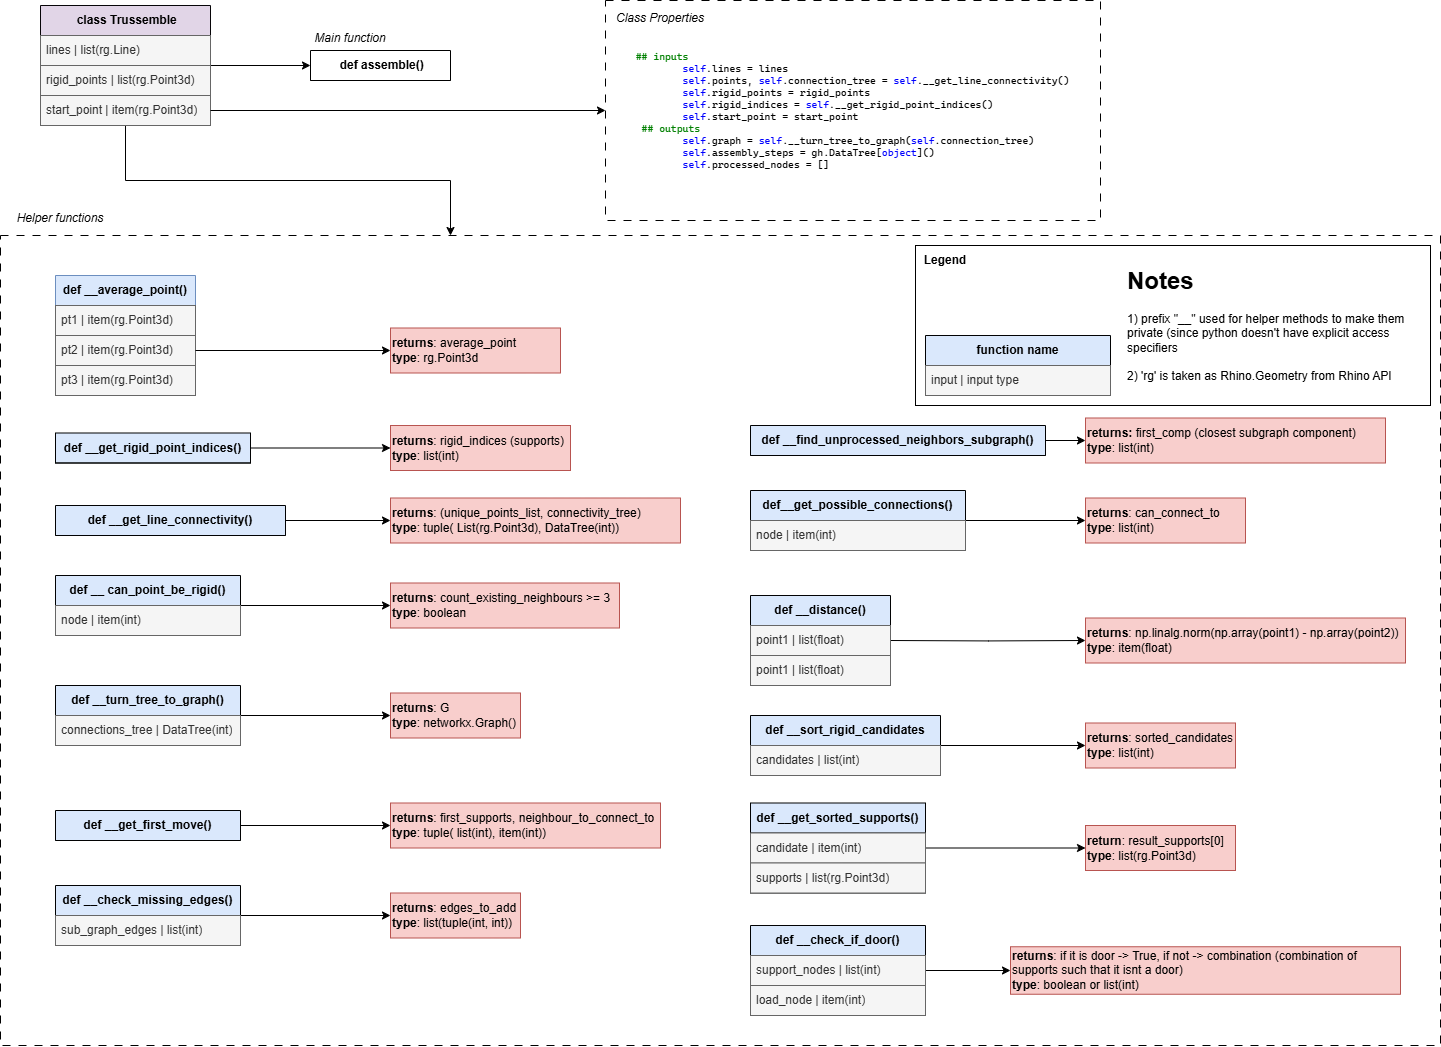 class Trussemble
lines | list(rg.Line)
rigid_points | list(rg.Point3d)
start_point | item(rg.Point3d)
Main function
def assemble()
Class Properties
## inputs
self.lines = lines
self.points, self.connection_tree = self.__get_line_connectivity()
self.rigid_points = rigid_points
self.rigid_indices = self.__get_rigid_point_indices()
self.start_point = start_point
## outputs
self.graph = self.__turn_tree_to_graph(self.connection_tree)
self.assembly_steps = gh.DataTree[object]()
self.processed_nodes = []
Helper functions
Legend
function name
input | input type
Notes
1) prefix "__" used for helper methods to make them
private (since python doesn't have explicit access
specifiers
2) 'rg' is taken as Rhino.Geometry from Rhino API
def __average_point()
pt1 | item(rg.Point3d)
pt2 | item(rg.Point3d)
pt3 | item(rg.Point3d)
returns: average_point
type: rg.Point3d
def __get_rigid_point_indices()
returns: rigid_indices (supports)
type: list(int)
def __get_line_connectivity()
returns: (unique_points_list, connectivity_tree)
type: tuple( List(rg.Point3d), DataTree(int))
def __ can_point_be_rigid()
node | item(int)
returns: count_existing_neighbours >= 3
type: boolean
def __turn_tree_to_graph()
connections_tree | DataTree(int)
returns: G
type: networkx.Graph()
def __get_first_move()
returns: first_supports, neighbour_to_connect_to
type: tuple( list(int), item(int))
def __check_missing_edges()
sub_graph_edges | list(int)
returns: edges_to_add
type: list(tuple(int, int))
def __find_unprocessed_neighbors_subgraph()
returns: first_comp (closest subgraph component)
type: list(int)
def__get_possible_connections()
node | item(int)
returns: can_connect_to
type: list(int)
def __distance()
point1 | list(float)
point1 | list(float)
returns: np.linalg.norm(np.array(point1) - np.array(point2))
type: item(float)
def __sort_rigid_candidates
candidates | list(int)
returns: sorted_candidates
type: list(int)
def __get_sorted_supports()
candidate | item(int)
supports | list(rg.Point3d)
return: result_supports[0]
type: list(rg.Point3d)
def __check_if_door()
support_nodes | list(int)
load_node | item(int)
returns: if it is door -> True, if not -> combination (combination of
supports such that it isnt a door)
type: boolean or list(int)